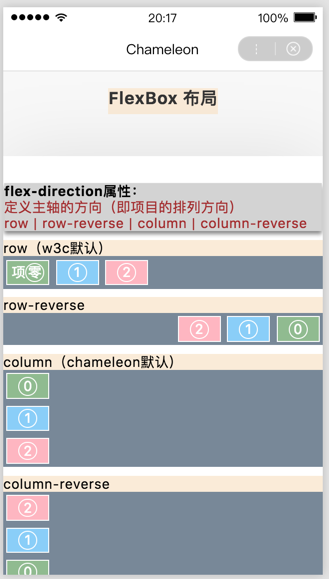 20:17
100%
Chameleon
FlexBox 布局
flex-direction属性：
定义主轴的方向（即项目的排列方向）
row | row-reverse | column | column-reverse
row（w3c默认）
项零 ① ②
row-reverse
② ① ⓪
column（chameleon默认）
⓪
①
②
column-reverse
②
①
⓪